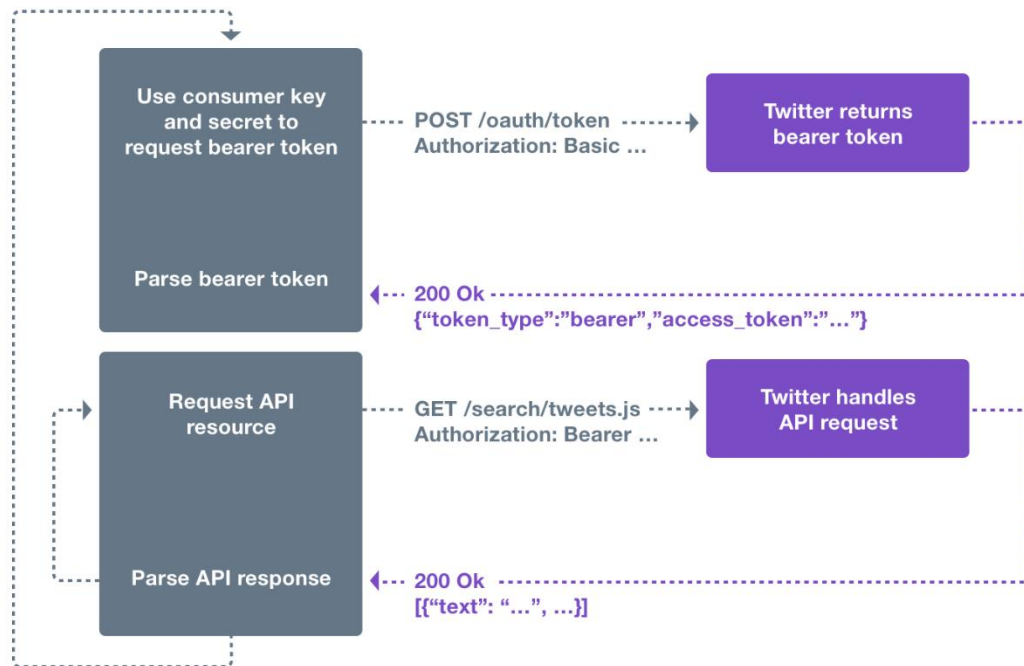 Use consumer key
and secret to
request bearer token
POST /oauth/token
Authorization: Basic …
Twitter returns
bearer token
Parse bearer token
200 Ok
{“token_type”:”bearer”,”access_token”:”…”}
Request API
resource
GET /search/tweets.js
Authorization: Bearer …
Twitter handles
API request
Parse API response
200 Ok
[{“text”: “…”, …}]